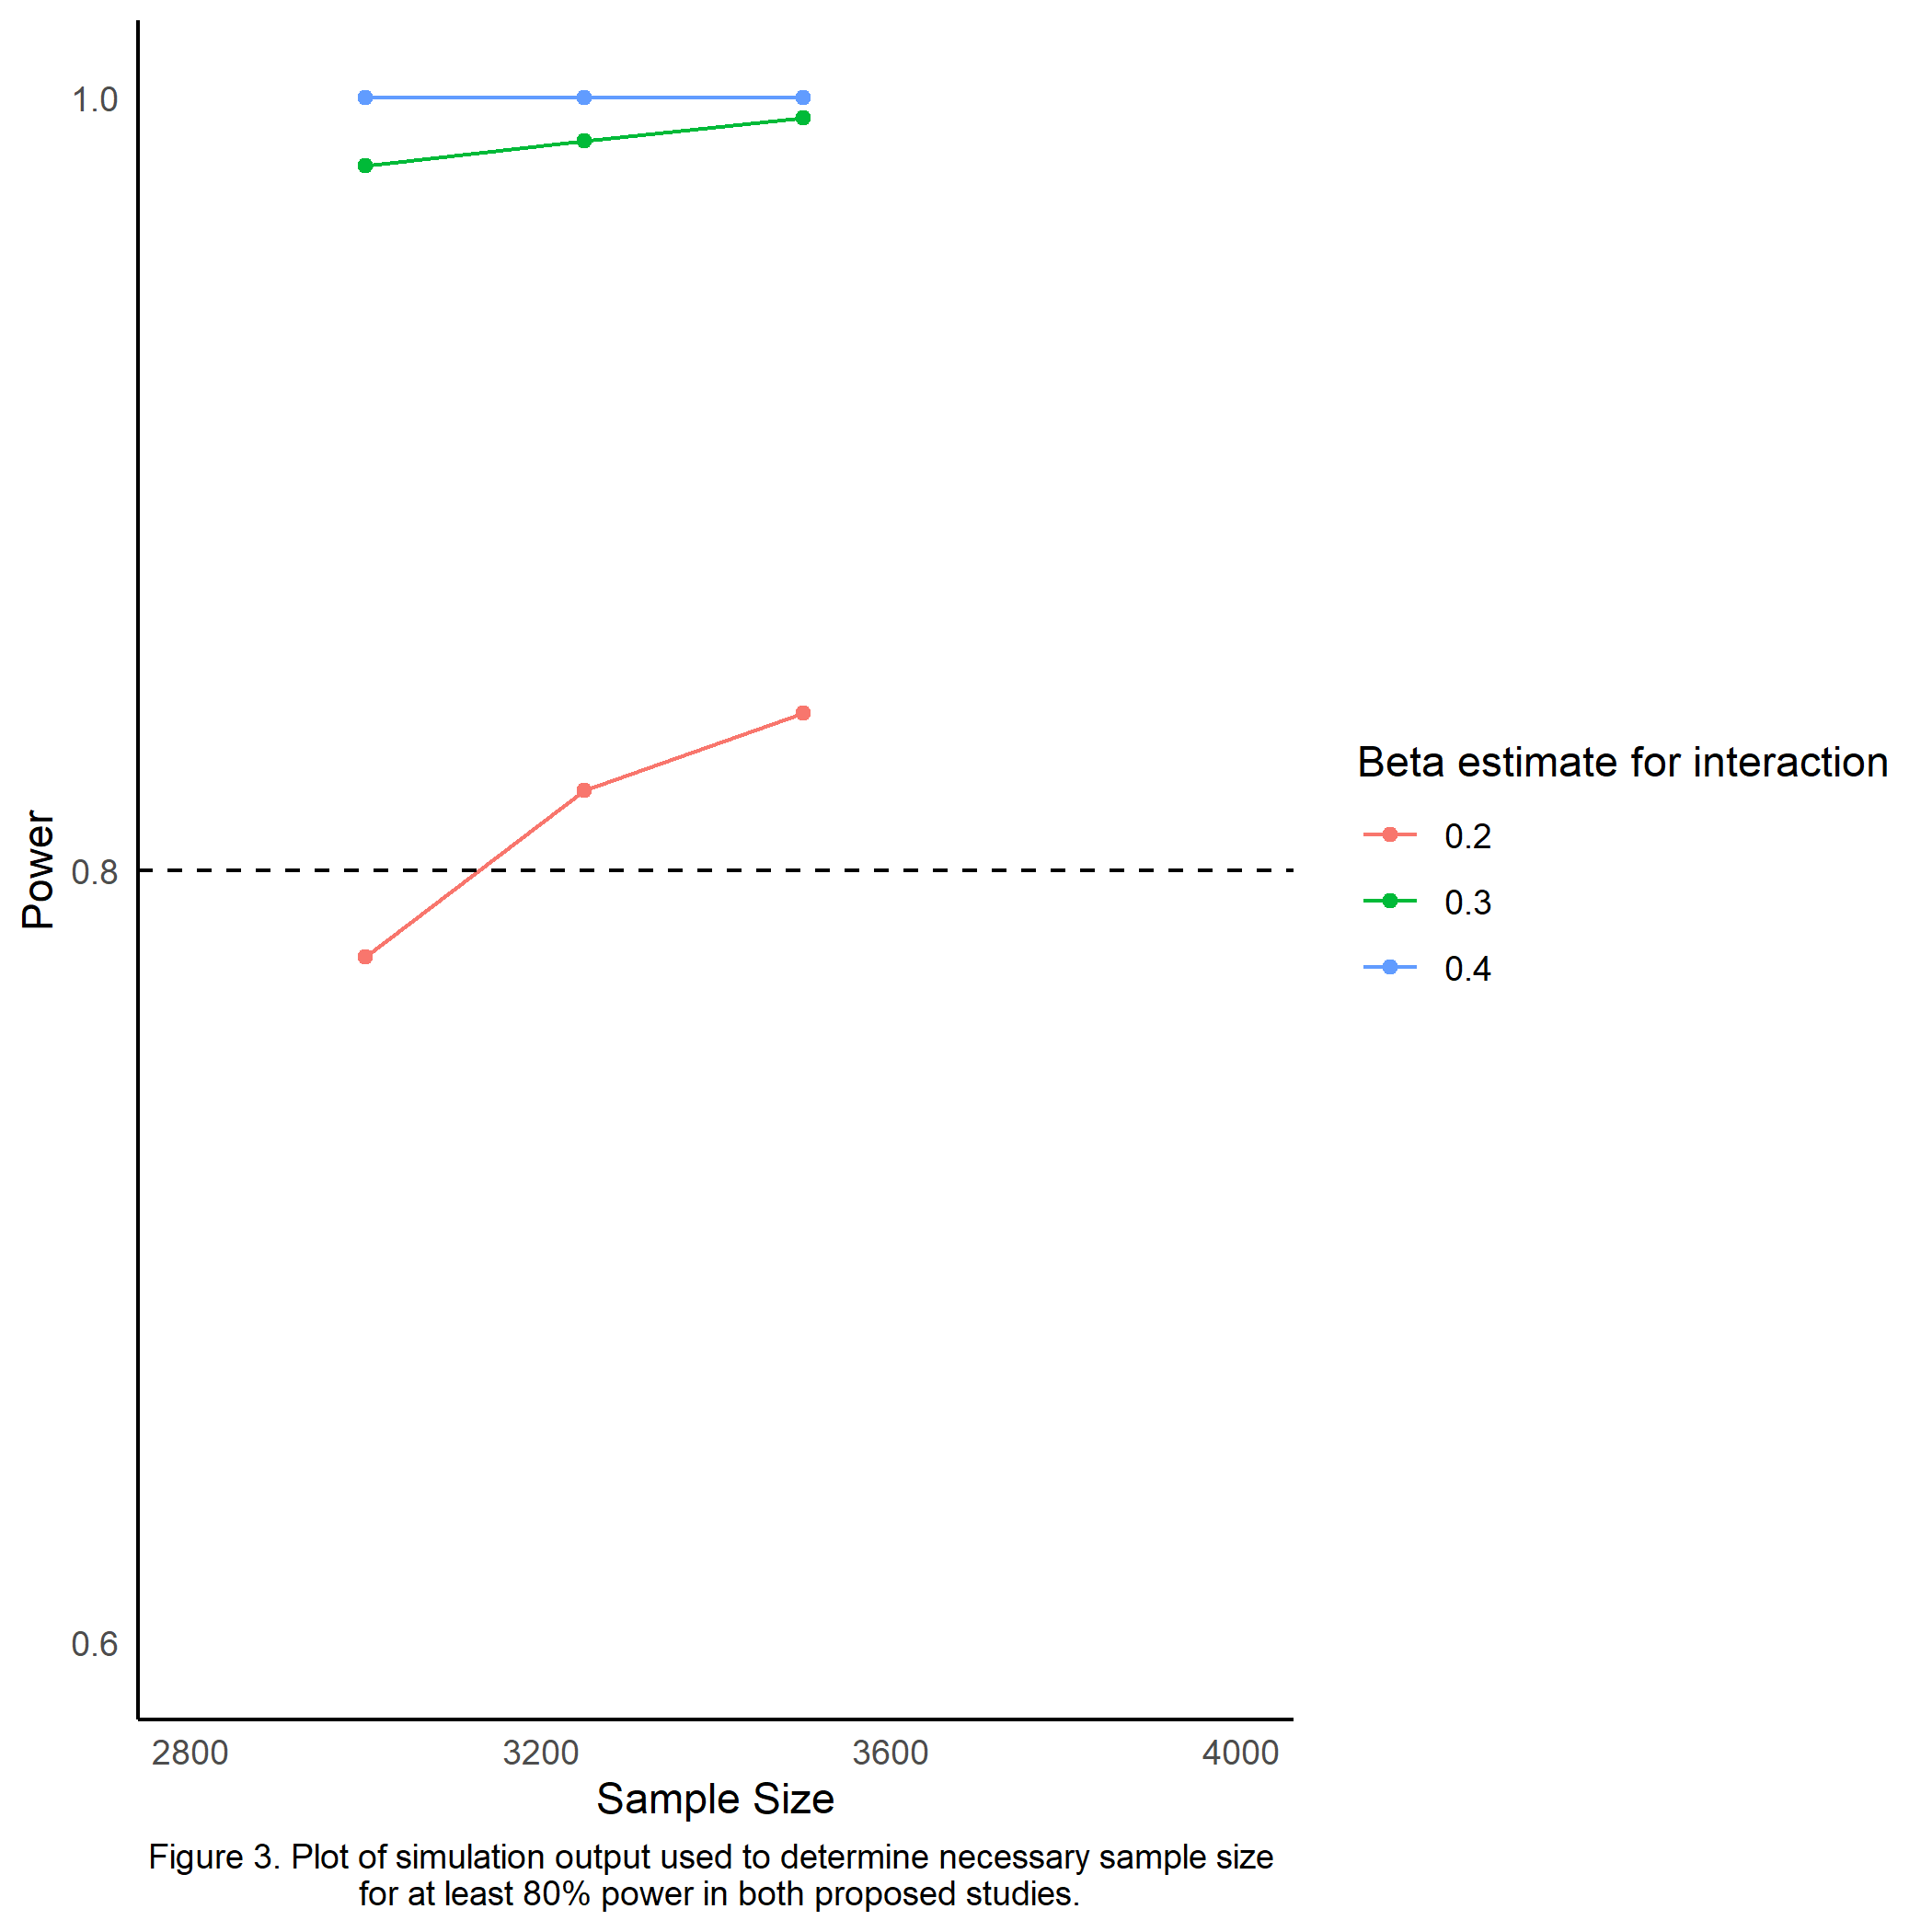 1.0
0.8
0.6
Power
2800 3200 3600 4000
Sample Size
Beta estimate for interaction
0.2
0.3
0.4
Figure 3. Plot of simulation output used to determine necessary sample size
for at least 80% power in both proposed studies.